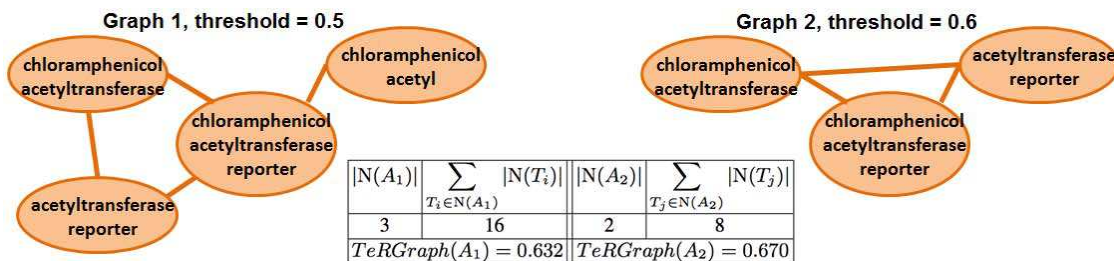 Graph 1, threshold = 0.5
chloramphenicol
acetyltransferase
chloramphenicol
acetyl
chloramphenicol
acetyltransferase
reporter
acetyltransferase
reporter
Graph 2, threshold = 0.6
chloramphenicol
acetyltransferase
acetyltransferase
reporter
chloramphenicol
acetyltransferase
reporter
|N(A₁)| ∑ |N(Tᵢ)| |N(A₂)| ∑ |N(Tⱼ)|
Tᵢ∈N(A₁) Tⱼ∈N(A₂)
3 16 2 8
TeRGraph(A₁) = 0.632 TeRGraph(A₂) = 0.670